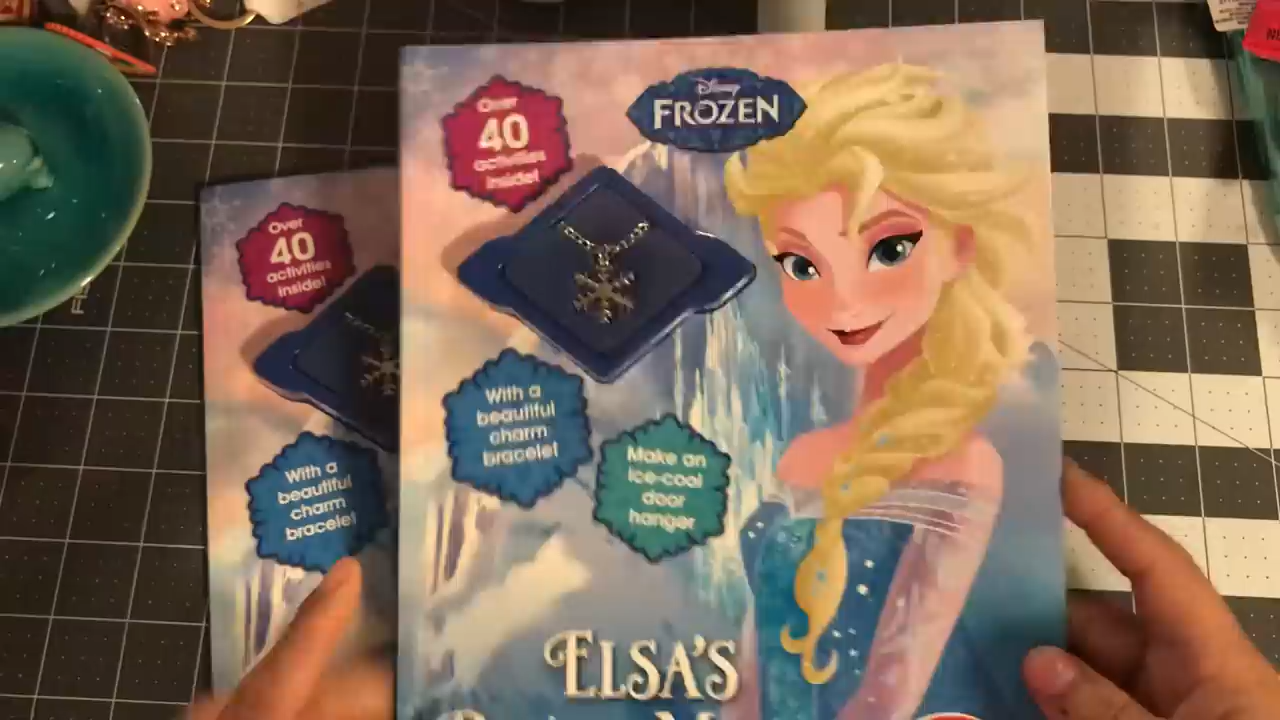 Over
40
activities
inside!
Disney
FROZEN
With a
beautiful
charm
bracelet
Make an
ice-cool
door
hanger
ELSA'S
Over
40
activities
inside!
With a
beautiful
charm
bracelet